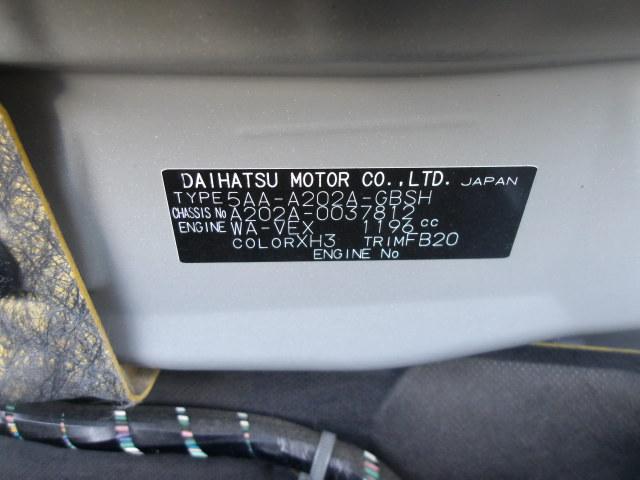 DAIHATSU MOTOR CO.,LTD. JAPAN
TYPE 5AA-A202A-GBSH
CHASSIS No A202A-0037812
ENGINE WA-VEX 1196 cc
COLOR XH3 TRIM FB20
ENGINE No